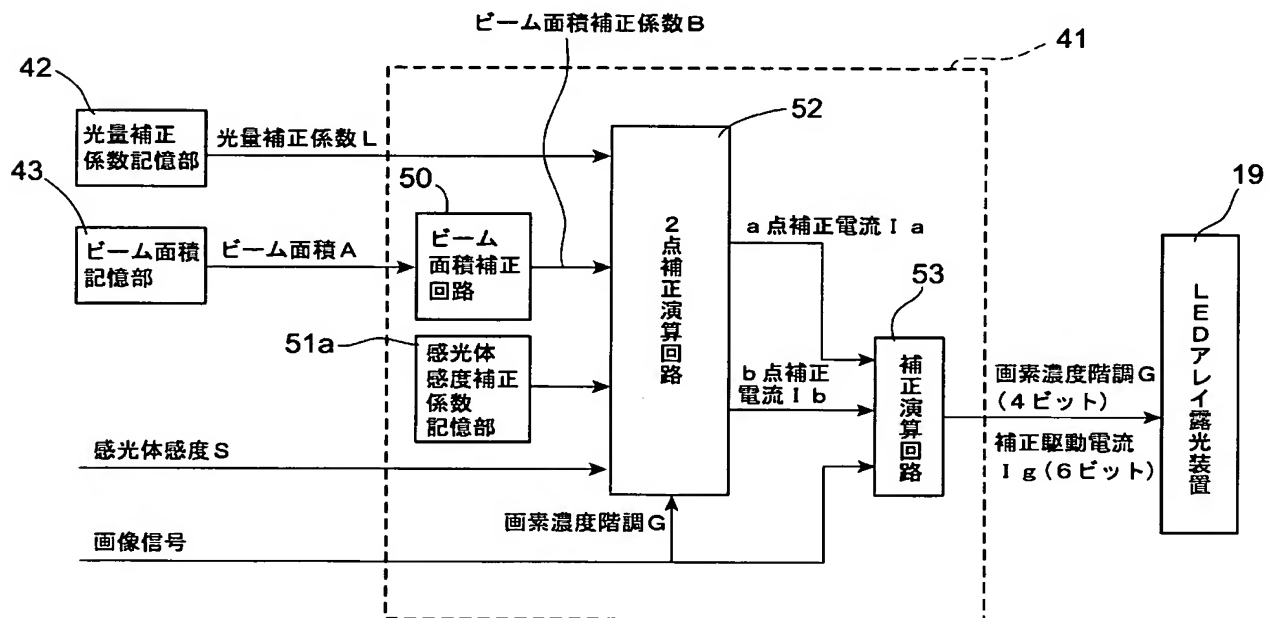 ビーム面積補正係数B
41
42
光量補正
係数記憶部
光量補正係数L
52
2点補正演算回路
43
ビーム面積
記憶部
ビーム面積A
50
ビーム
面積補正
回路
a点補正電流Ia
19
LEDアレイ露光装置
51a
感光体
感度補正
係数
記憶部
b点補正
電流Ib
53
補正演算回路
画素濃度階調G
(4ビット)
補正駆動電流
Ig(6ビット)
感光体感度S
画素濃度階調G
画像信号